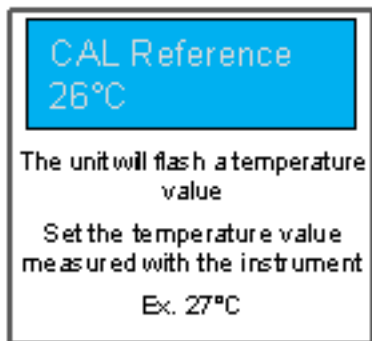 CAL Reference
26°C
The unit will flash a temperature
value
Set the temperature value
measured with the instrument
Ex. 27°C